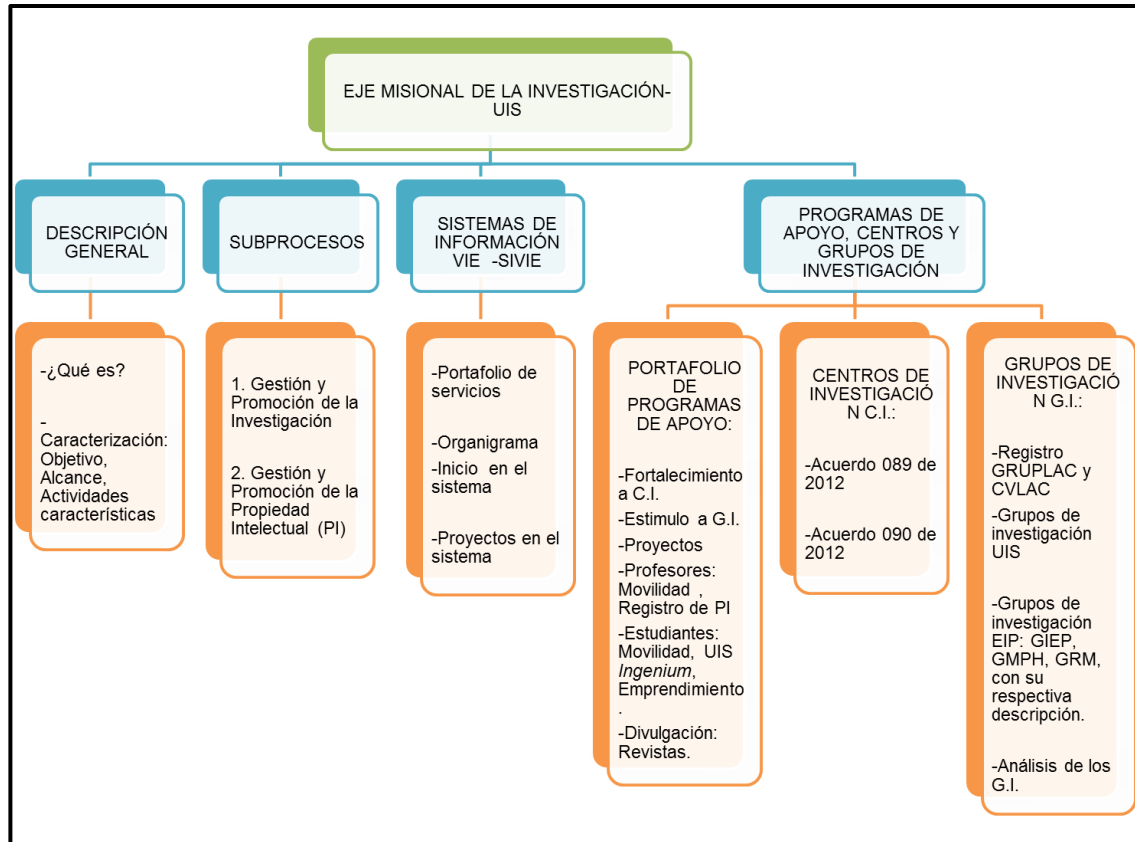 EJE MISIONAL DE LA INVESTIGACIÓN-
UIS
DESCRIPCIÓN
GENERAL
SUBPROCESOS
SISTEMAS DE
INFORMACIÓN
VIE -SIVIE
PROGRAMAS DE
APOYO, CENTROS Y
GRUPOS DE
INVESTIGACIÓN
-¿Qué es?
-
Caracterización:
Objetivo,
Alcance,
Actividades
características
1. Gestión y
Promoción de la
Investigación
2. Gestión y
Promoción de la
Propiedad
Intelectual (PI)
-Portafolio de
servicios
-Organigrama
-Inicio en el
sistema
-Proyectos en el
sistema
PORTAFOLIO
DE
PROGRAMAS
DE APOYO:
-Fortalecimiento
a C.I.
-Estimulo a G.I.
-Proyectos
-Profesores:
Movilidad ,
Registro de PI
-Estudiantes:
Movilidad, UIS
Ingenium,
Emprendimiento
.
-Divulgación:
Revistas.
CENTROS DE
INVESTIGACIÓ
N C.I.:
-Acuerdo 089 de
2012
-Acuerdo 090 de
2012
GRUPOS DE
INVESTIGACIÓ
N G.I.:
-Registro
GRUPLAC y
CVLAC
-Grupos de
investigación
UIS
-Grupos de
investigación
EIP: GIEP,
GMPH, GRM,
con su
respectiva
descripción.
-Análisis de los
G.I.